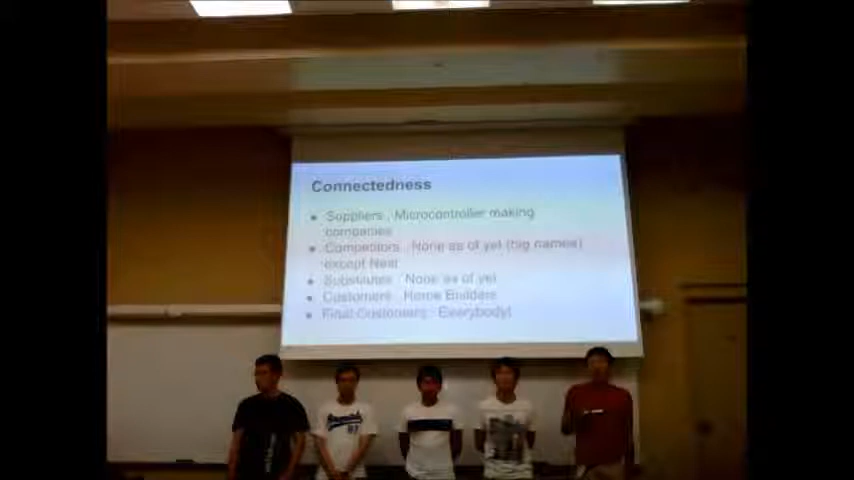 Connectedness
• Suppliers : Microcontroller making
companies
• Competitors : None as of yet (big names)
except Nest
• Substitutes : None as of yet
• Customers : Home Builders
• Final Customers : Everybody!